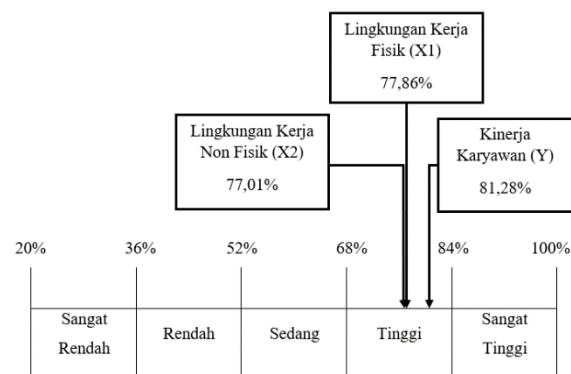 Lingkungan Kerja
Fisik (X1)
77,86%
Lingkungan Kerja
Non Fisik (X2)
77,01%
Kinerja
Karyawan (Y)
81,28%
20%
36%
52%
68%
84%
100%
Sangat
Rendah
Rendah
Sedang
Tinggi
Sangat
Tinggi